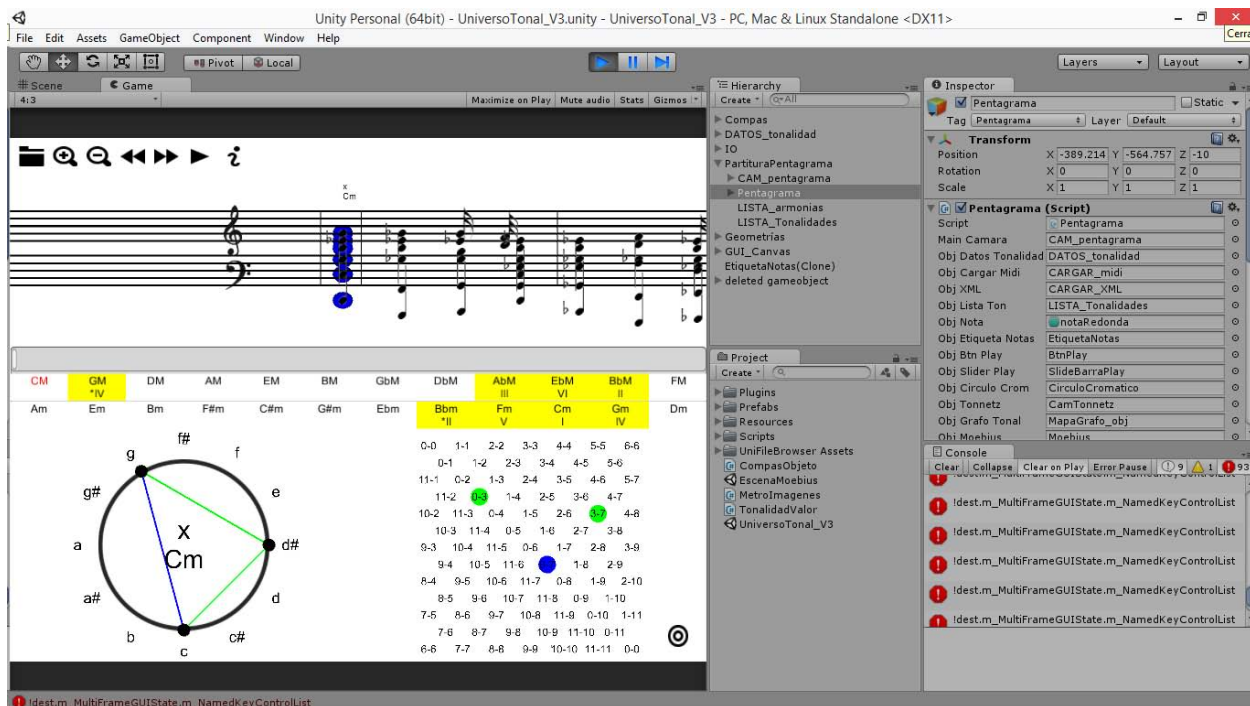 Unity Personal (64bit) - UniversoTonal_V3.unity - UniversoTonal_V3 - PC, Mac & Linux Standalone <DX11>
Cerra
File Edit Assets GameObject Component Window Help
Pivot Local
Layers Layout
Scene Game
4:3 Maximize on Play Mute audio Stats Gizmos
x
Cm
CM GM DM AM EM BM GbM DbM AbM EbM BbM FM
*IV III VI II
Am Em Bm F#m C#m G#m Ebm Bbm Fm Cm Gm Dm
*II V I IV
f#
g f
g# e
a d#
a# d
b c#
c
x
Cm
0-0 1-1 2-2 3-3 4-4 5-5 6-6
0-1 1-2 2-3 3-4 4-5 5-6
11-1 0-2 1-3 2-4 3-5 4-6 5-7
11-2 0-3 1-4 2-5 3-6 4-7
10-2 11-3 0-4 1-5 2-6 3-7 4-8
10-3 11-4 0-5 1-6 2-7 3-8
9-3 10-4 11-5 0-6 1-7 2-8 3-9
9-4 10-5 11-6 1-8 2-9
8-4 9-5 10-6 11-7 0-8 1-9 2-10
8-5 9-6 10-7 11-8 0-9 1-10
7-5 8-6 9-7 10-8 11-9 0-10 1-11
7-6 8-7 9-8 10-9 11-10 0-11
6-6 7-7 8-8 9-9 10-10 11-11 0-0
Hierarchy
Create All
Compas
DATOS_tonalidad
IO
PartituraPentagrama
CAM_pentagrama
Pentagrama
LISTA_armonias
LISTA_Tonalidades
Geometrías
GUI_Canvas
EtiquetaNotas(Clone)
deleted gameobject
Project
Create
Plugins
Prefabs
Resources
Scripts
UniFileBrowser Assets
CompasObjeto
EscenaMoebius
MetroImagenes
TonalidadValor
UniversoTonal_V3
Inspector
Pentagrama Static
Tag Pentagrama Layer Default
Transform
Position X -389.214 Y -564.757 Z -10
Rotation X 0 Y 0 Z 0
Scale X 1 Y 1 Z 1
Pentagrama (Script)
Script Pentagrama
Main Camara CAM_pentagrama
Obj Datos Tonalidad DATOS_tonalidad
Obj Cargar Midi CARGAR_midi
Obj XML CARGAR_XML
Obj Lista Ton LISTA_Tonalidades
Obj Nota notaRedonda
Obj Etiqueta Notas EtiquetaNotas
Obj Btn Play BtnPlay
Obj Slider Play SlideBarraPlay
Obj Circulo Crom CirculoCromatico
Obj Tonnetz CamTonnetz
Obj Grafo Tonal MapaGrafo_obj
Obj Moebius Moebius
Console
Clear Collapse Clear on Play Error Pause 9 1 93
!dest.m_MultiFrameGUIState.m_NamedKeyControlList
!dest.m_MultiFrameGUIState.m_NamedKeyControlList
!dest.m_MultiFrameGUIState.m_NamedKeyControlList
!dest.m_MultiFrameGUIState.m_NamedKeyControlList
!dest.m_MultiFrameGUIState.m_NamedKeyControlList
!dest.m_MultiFrameGUIState.m_NamedKeyControlList